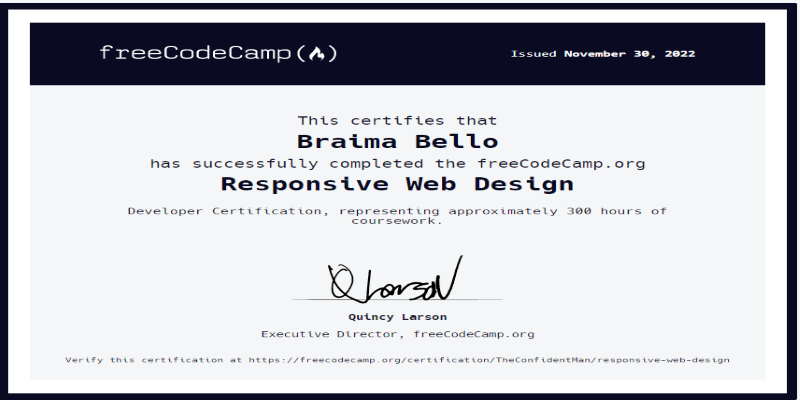 freeCodeCamp(🔥)
Issued November 30, 2022
This certifies that
Braima Bello
has successfully completed the freeCodeCamp.org
Responsive Web Design
Developer Certification, representing approximately 300 hours of
coursework.
Q Larson
Quincy Larson
Executive Director, freeCodeCamp.org
Verify this certification at https://freecodecamp.org/certification/TheConfidentMan/responsive-web-design